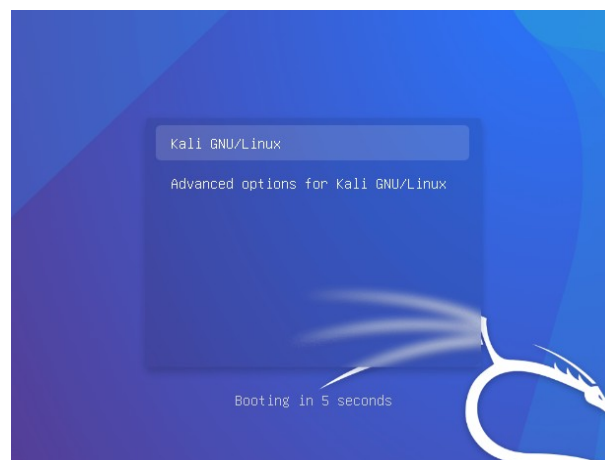 Kali GNU/Linux
Advanced options for Kali GNU/Linux
Booting in 5 seconds